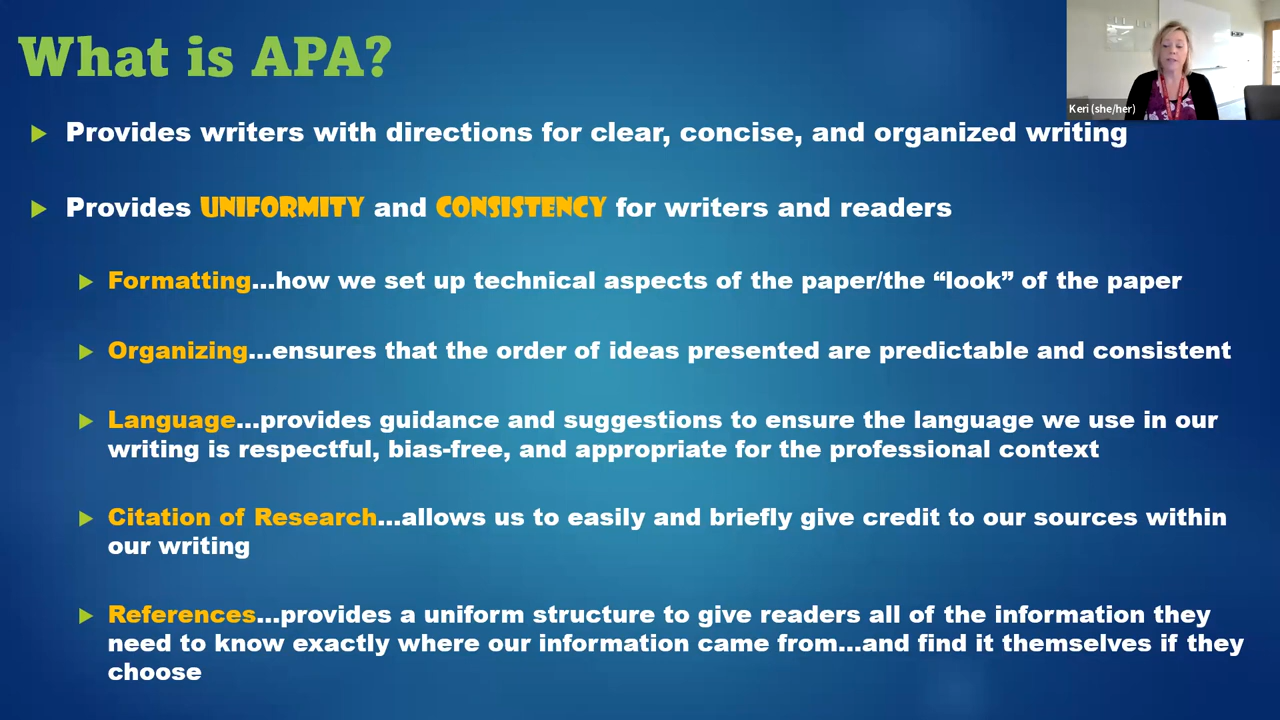 What is APA?
Keri (she/her)
Provides writers with directions for clear, concise, and organized writing
Provides UNIFORMITY and CONSISTENCY for writers and readers
Formatting...how we set up technical aspects of the paper/the “look” of the paper
Organizing...ensures that the order of ideas presented are predictable and consistent
Language...provides guidance and suggestions to ensure the language we use in our
writing is respectful, bias-free, and appropriate for the professional context
Citation of Research...allows us to easily and briefly give credit to our sources within
our writing
References...provides a uniform structure to give readers all of the information they
need to know exactly where our information came from...and find it themselves if they
choose